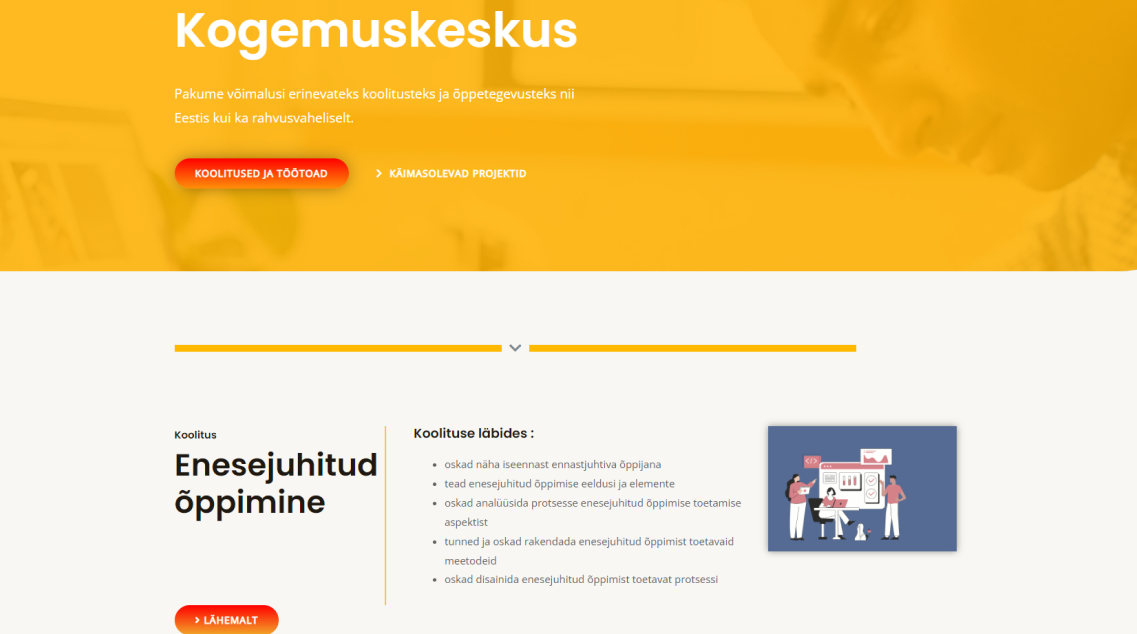 Kogemuskeskus
Pakume võimalusi erinevateks koolitusteks ja õppetegevusteks nii
Eestis kui ka rahvusvaheliselt.
KOOLITUSED JA TÖÖTOAD
KÄIMASOLEVAD PROJEKTID
Koolitus
Enesejuhitud
õppimine
LÄHEMALT
Koolituse läbides :
oskad näha iseennast ennastjuhtiva õppijana
tead enesejuhitud õppimise eeldusi ja elemente
oskad analüüsida protsesse enesejuhitud õppimise toetamise
aspektist
tunned ja oskad rakendada enesejuhitud õppimist toetavaid
meetodeid
oskad disainida enesejuhitud õppimist toetavat protsessi